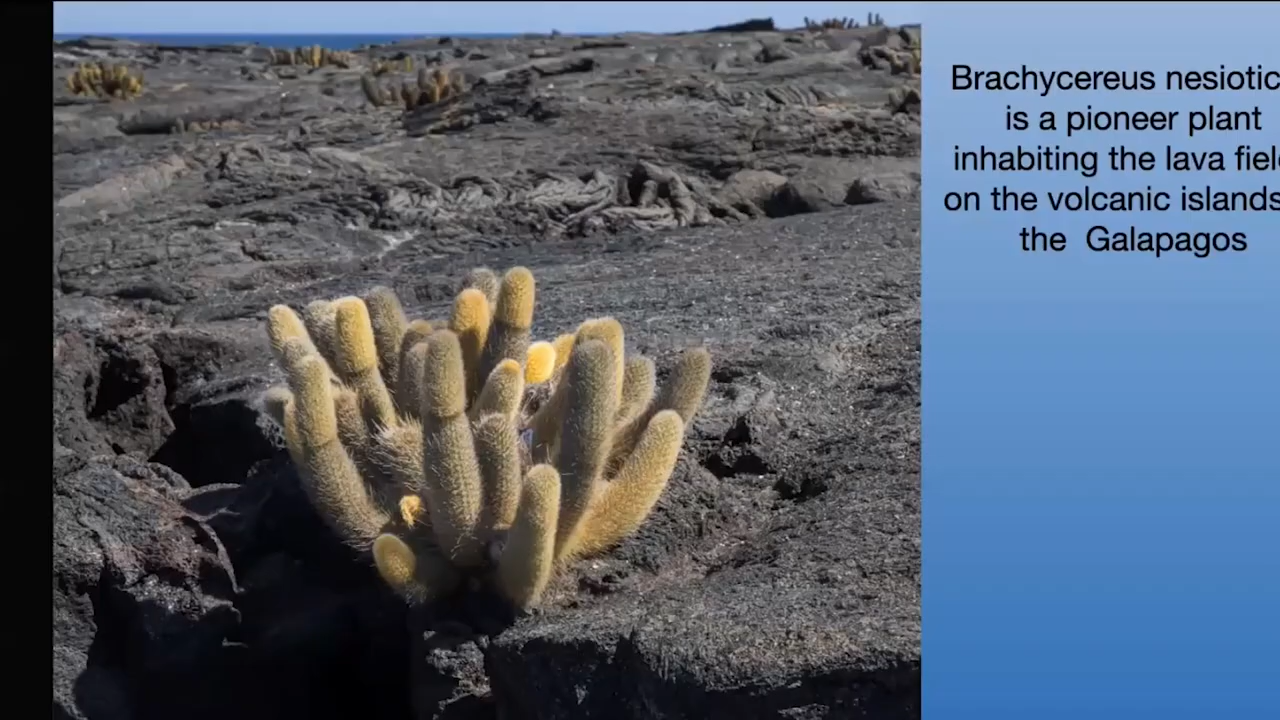 Brachycereus nesiotic
is a pioneer plant
inhabiting the lava fiel
on the volcanic islands
the Galapagos